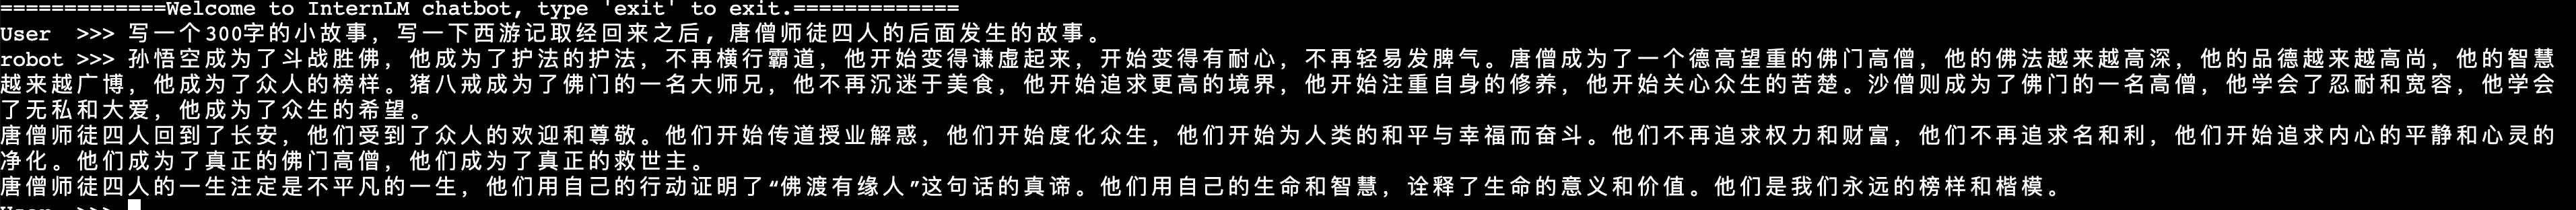 =============Welcome to InternLM chatbot, type 'exit' to exit.=============
User  >>> 写一个300字的小故事，写一下西游记取经回来之后，唐僧师徒四人的后面发生的故事。
robot >>> 孙悟空成为了斗战胜佛，他成为了护法的护法，不再横行霸道，他开始变得谦虚起来，开始变得有耐心，不再轻易发脾气。唐僧成为了一个德高望重的佛门高僧，他的佛法越来越高深，他的品德越来越高尚，他的智慧
越来越广博，他成为了众人的榜样。猪八戒成为了佛门的一名大师兄，他不再沉迷于美食，他开始追求更高的境界，他开始注重自身的修养，他开始关心众生的苦楚。沙僧则成为了佛门的一名高僧，他学会了忍耐和宽容，他学会
了无私和大爱，他成为了众生的希望。
唐僧师徒四人回到了长安，他们受到了众人的欢迎和尊敬。他们开始传道授业解惑，他们开始度化众生，他们开始为人类的和平与幸福而奋斗。他们不再追求权力和财富，他们不再追求名和利，他们开始追求内心的平静和心灵的
净化。他们成为了真正的佛门高僧，他们成为了真正的救世主。
唐僧师徒四人的一生注定是不平凡的一生，他们用自己的行动证明了“佛渡有缘人”这句话的真谛。他们用自己的生命和智慧，诠释了生命的意义和价值。他们是我们永远的榜样和楷模。
User  >>>